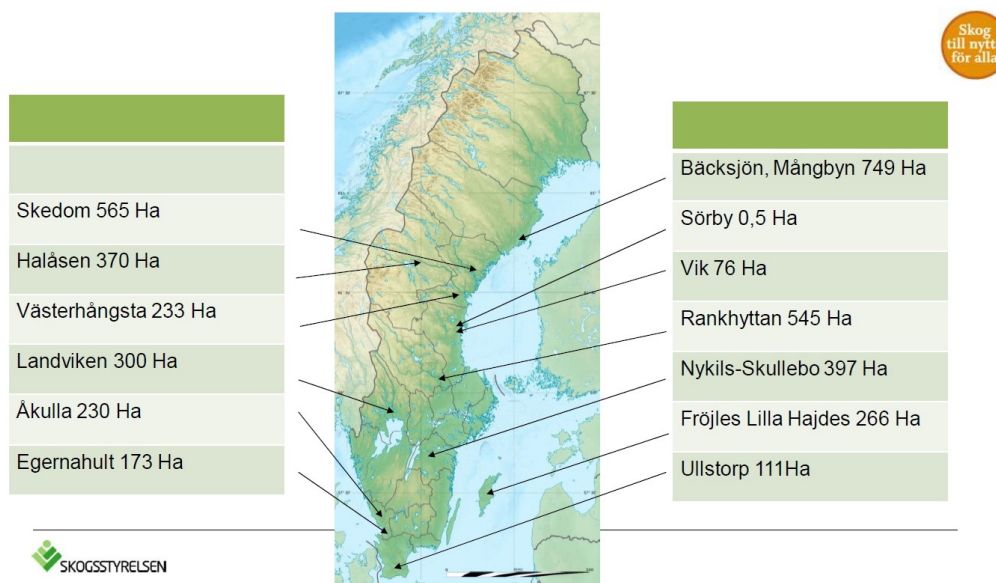 Skog
till nytta
för alla
Skedom 565 Ha
Halåsen 370 Ha
Västerhångsta 233 Ha
Landviken 300 Ha
Åkulla 230 Ha
Egernahult 173 Ha
Bäcksjön, Mångbyn 749 Ha
Sörby 0,5 Ha
Vik 76 Ha
Rankhyttan 545 Ha
Nykils-Skullebo 397 Ha
Fröjles Lilla Hajdes 266 Ha
Ullstorp 111Ha
SKOGSSTYRELSEN